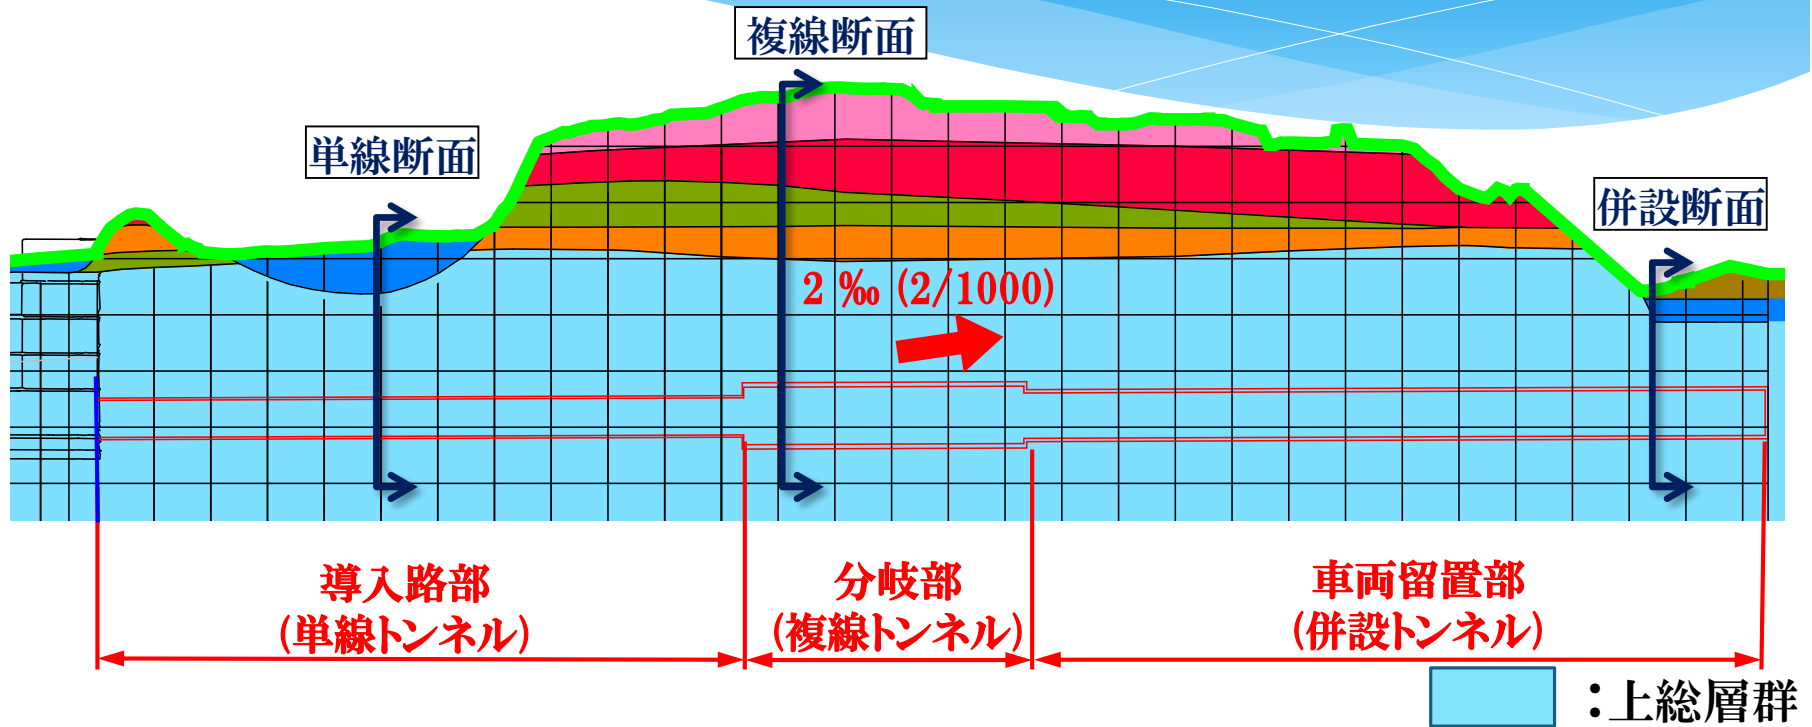 複線断面
単線断面
併設断面
2 ‰ (2/1000)
導入路部
(単線トンネル)
分岐部
(複線トンネル)
車両留置部
(併設トンネル)
：上総層群